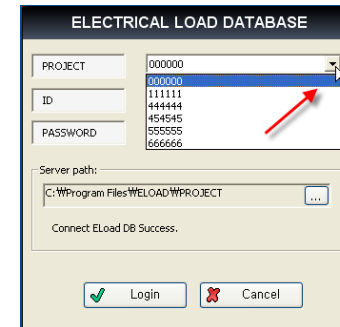 ELECTRICAL LOAD DATABASE
PROJECT
000000
000000
111111
ID
444444
454545
PASSWORD
555555
666666
Server path:
C:₩Program Files₩ELOAD₩PROJECT
...
Connect ELoad DB Success.
Login
Cancel